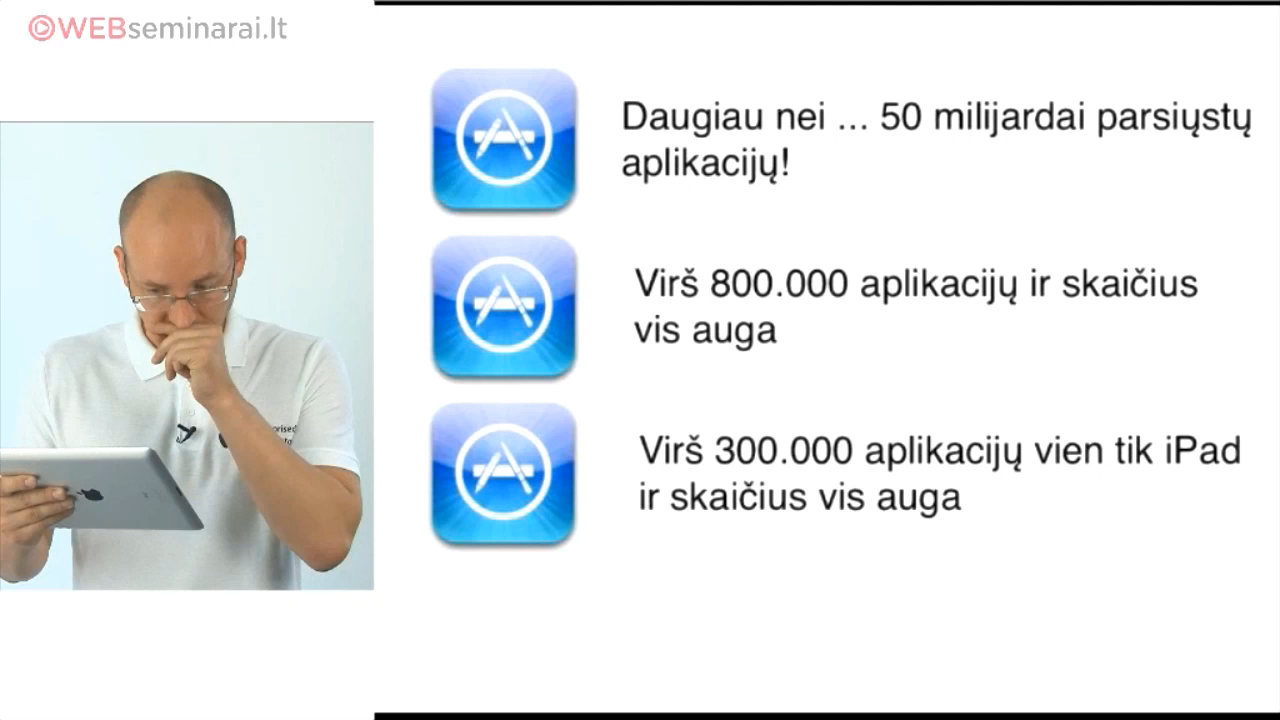 WEBseminarai.lt
Daugiau nei ... 50 milijardai parsiųstų
aplikacijų!
Virš 800.000 aplikacijų ir skaičius
vis auga
Virš 300.000 aplikacijų vien tik iPad
ir skaičius vis auga